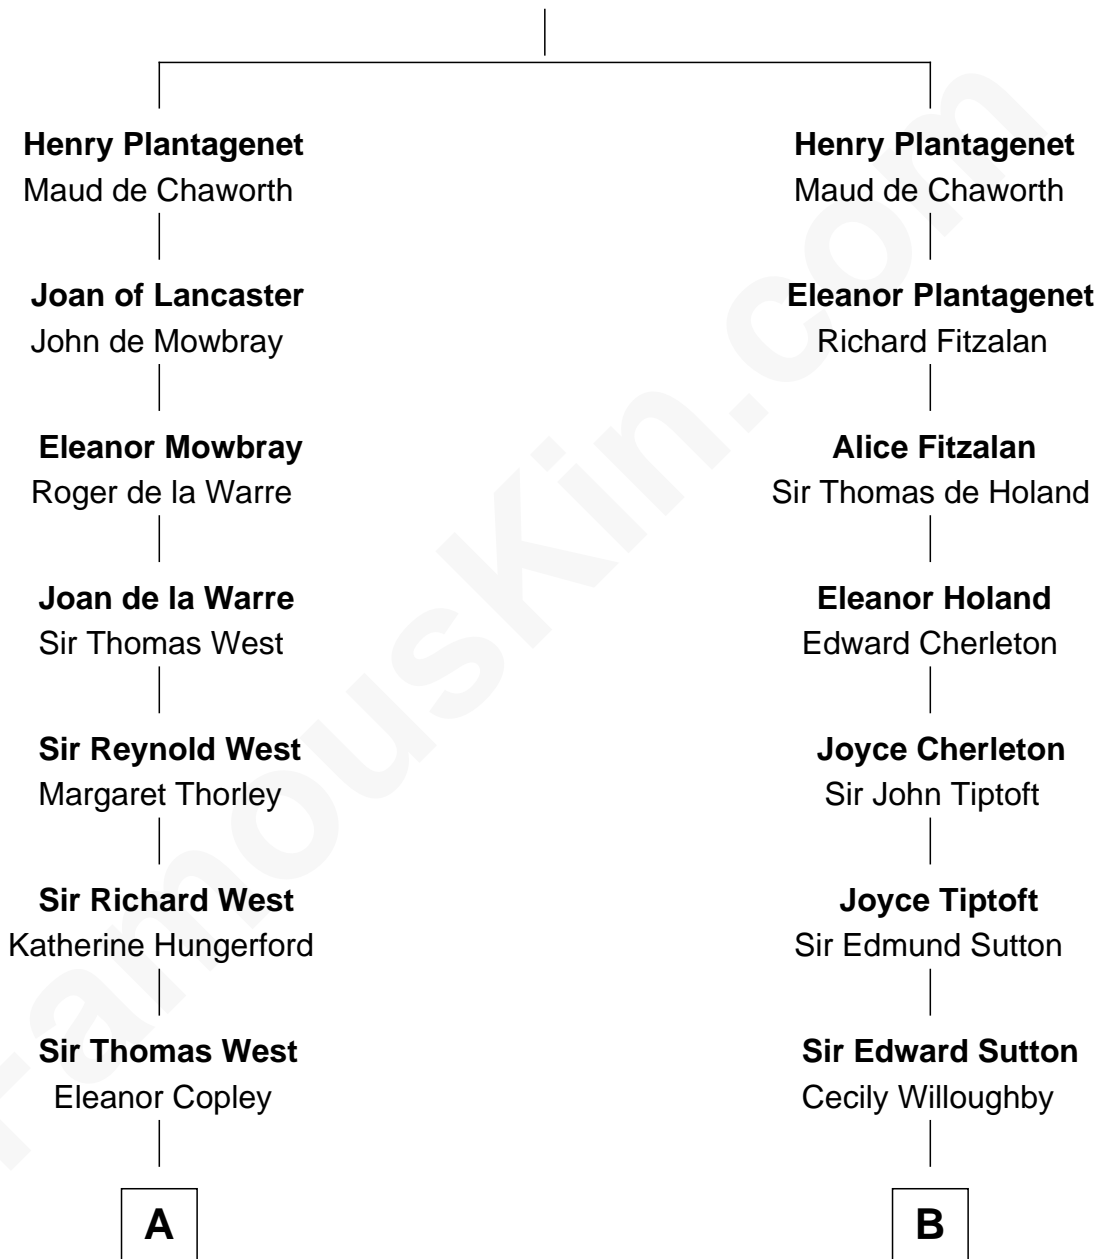 Henry Plantagenet
Maud de Chaworth
Joan of Lancaster
John de Mowbray
Eleanor Mowbray
Roger de la Warre
Joan de la Warre
Sir Thomas West
Sir Reynold West
Margaret Thorley
Sir Richard West
Katherine Hungerford
Sir Thomas West
Eleanor Copley
A
Henry Plantagenet
Maud de Chaworth
Eleanor Plantagenet
Richard Fitzalan
Alice Fitzalan
Sir Thomas de Holand
Eleanor Holand
Edward Cherleton
Joyce Cherleton
Sir John Tiptoft
Joyce Tiptoft
Sir Edmund Sutton
Sir Edward Sutton
Cecily Willoughby
B
FamousKin.com